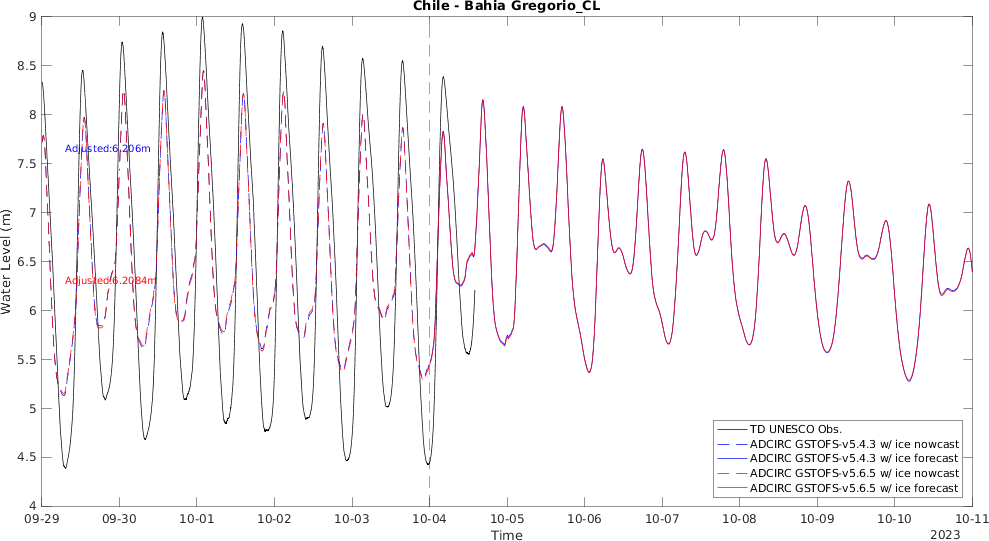 Chile - Bahia Gregorio_CL
Water Level (m)
9
8.5
8
7.5
7
6.5
6
5.5
5
4.5
4
Adjusted:6.206m
Adjusted:6.2084m
TD UNESCO Obs.
ADCIRC GSTOFS-v5.4.3 w/ ice nowcast
ADCIRC GSTOFS-v5.4.3 w/ ice forecast
ADCIRC GSTOFS-v5.6.5 w/ ice nowcast
ADCIRC GSTOFS-v5.6.5 w/ ice forecast
09-29 09-30 10-01 10-02 10-03 10-04 10-05 10-06 10-07 10-08 10-09 10-10 10-11
Time
2023